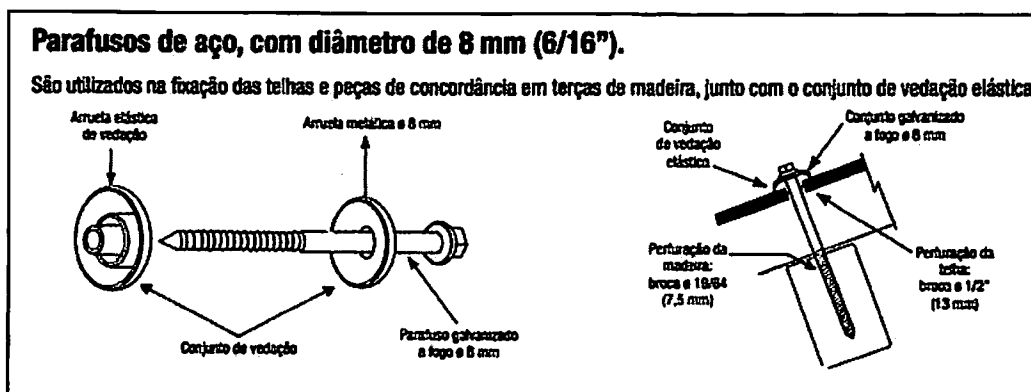 Parafusos de aço, com diâmetro de 8 mm (6/16").
São utilizados na fixação das telhas e peças de concordância em terças de madeira, junto com o conjunto de vedação elástica
Arruela elástica
de vedação
Arruela metálica ø 8 mm
Conjunto de vedação
Parafuso galvanizado
a fogo ø 8 mm
Conjunto
de vedação
elástica
Conjunto galvanizado
a fogo ø 8 mm
Perfuração da
madeira:
broca ø 19/64
(7,5 mm)
Perfuração da
telha:
broca ø 1/2"
(13 mm)